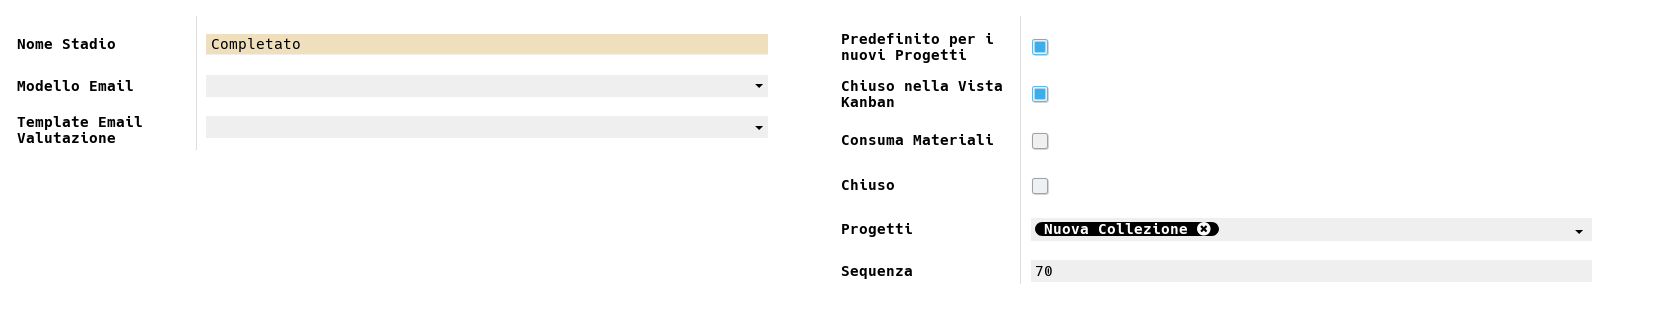 Nome Stadio
Completato
Modello Email
Template Email
Valutazione
Predefinito per i
nuovi Progetti
Chiuso nella Vista
Kanban
Consuma Materiali
Chiuso
Progetti
Nuova Collezione
Sequenza
70